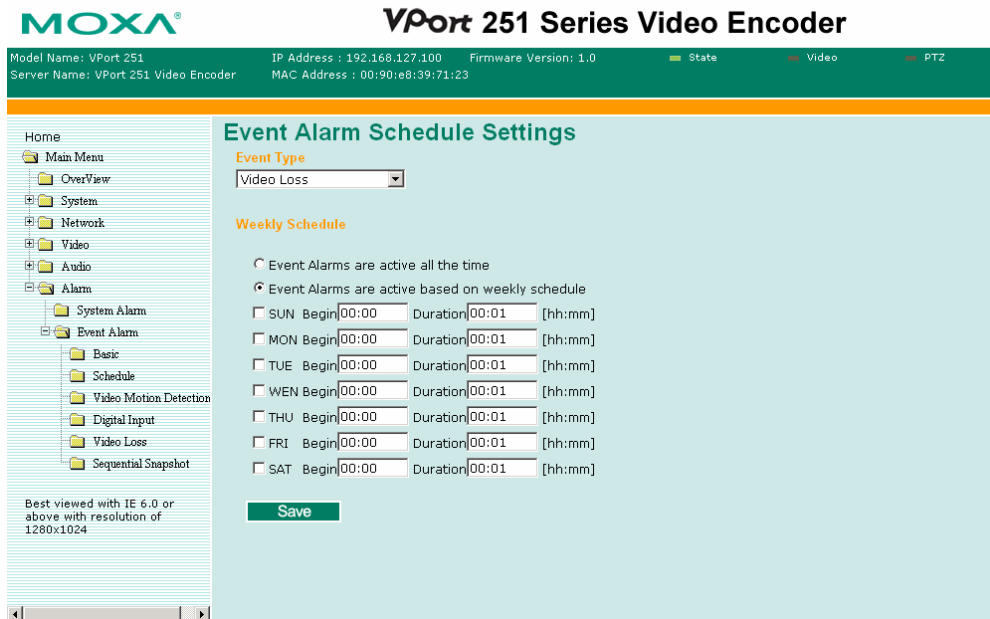 MOXA®
VPort 251 Series Video Encoder
Model Name: VPort 251
IP Address : 192.168.127.100
Firmware Version: 1.0
State
Video
PTZ
Server Name: VPort 251 Video Encoder
MAC Address : 00:90:e8:39:71:23
Home
Main Menu
OverView
System
Network
Video
Audio
Alarm
System Alarm
Event Alarm
Basic
Schedule
Video Motion Detection
Digital Input
Video Loss
Sequential Snapshot
Best viewed with IE 6.0 or
above with resolution of
1280x1024
Event Alarm Schedule Settings
Event Type
Video Loss
Weekly Schedule
Event Alarms are active all the time
Event Alarms are active based on weekly schedule
SUN Begin 00:00 Duration 00:01 [hh:mm]
MON Begin 00:00 Duration 00:01 [hh:mm]
TUE Begin 00:00 Duration 00:01 [hh:mm]
WEN Begin 00:00 Duration 00:01 [hh:mm]
THU Begin 00:00 Duration 00:01 [hh:mm]
FRI Begin 00:00 Duration 00:01 [hh:mm]
SAT Begin 00:00 Duration 00:01 [hh:mm]
Save